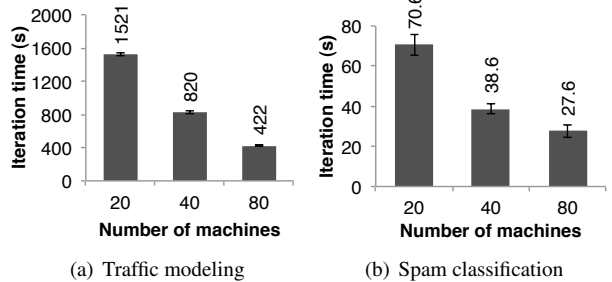 Iteration time (s)
2000
1600
1200
800
400
0
1521
820
422
20 40 80
Number of machines
(a) Traffic modeling
Iteration time (s)
80
60
40
20
0
70.6
38.6
27.6
20 40 80
Number of machines
(b) Spam classification